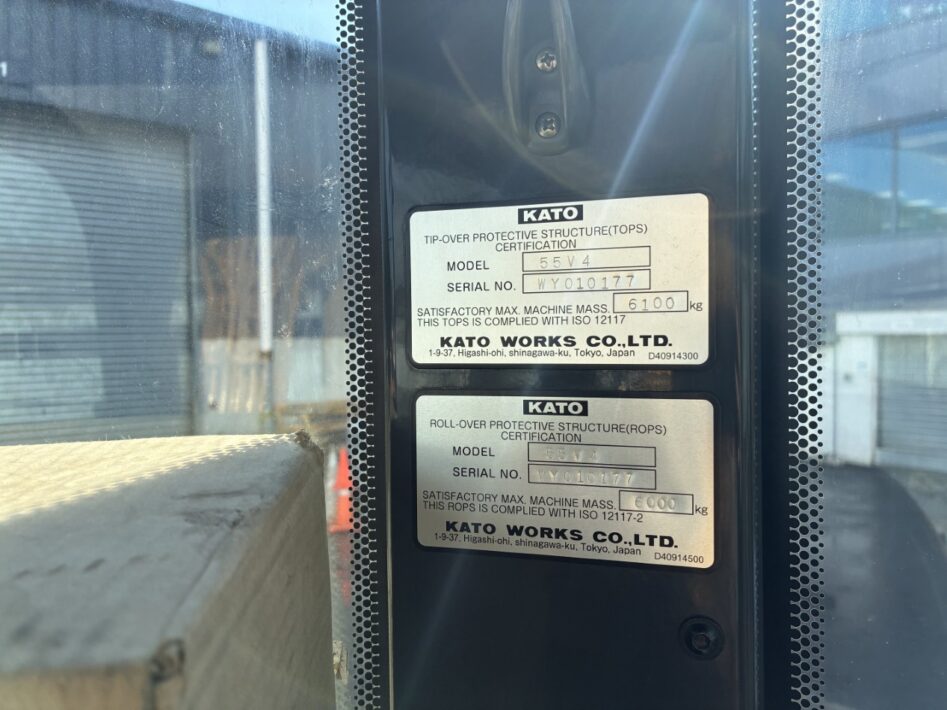 KATO
TIP-OVER PROTECTIVE STRUCTURE(TOPS)
CERTIFICATION
MODEL 55V4
SERIAL NO. WY010177
SATISFACTORY MAX. MACHINE MASS. 6100 kg
THIS TOPS IS COMPLIED WITH ISO 12117
KATO WORKS CO.,LTD.
1-9-37, Higashi-ohi, shinagawa-ku, Tokyo, Japan D40914300
KATO
ROLL-OVER PROTECTIVE STRUCTURE(ROPS)
CERTIFICATION
MODEL 55V4
SERIAL NO. WY010177
SATISFACTORY MAX. MACHINE MASS. 6000 kg
THIS ROPS IS COMPLIED WITH ISO 12117-2
KATO WORKS CO.,LTD.
1-9-37, Higashi-ohi, shinagawa-ku, Tokyo, Japan D40914500